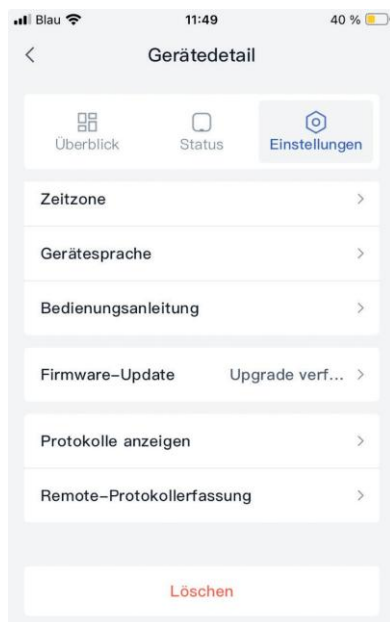 Blau 11:49 40 %
Gerätedetail
Überblick Status Einstellungen
Zeitzone
Gerätesprache
Bedienungsanleitung
Firmware-Update Upgrade verf...
Protokolle anzeigen
Remote-Protokollerfassung
Löschen